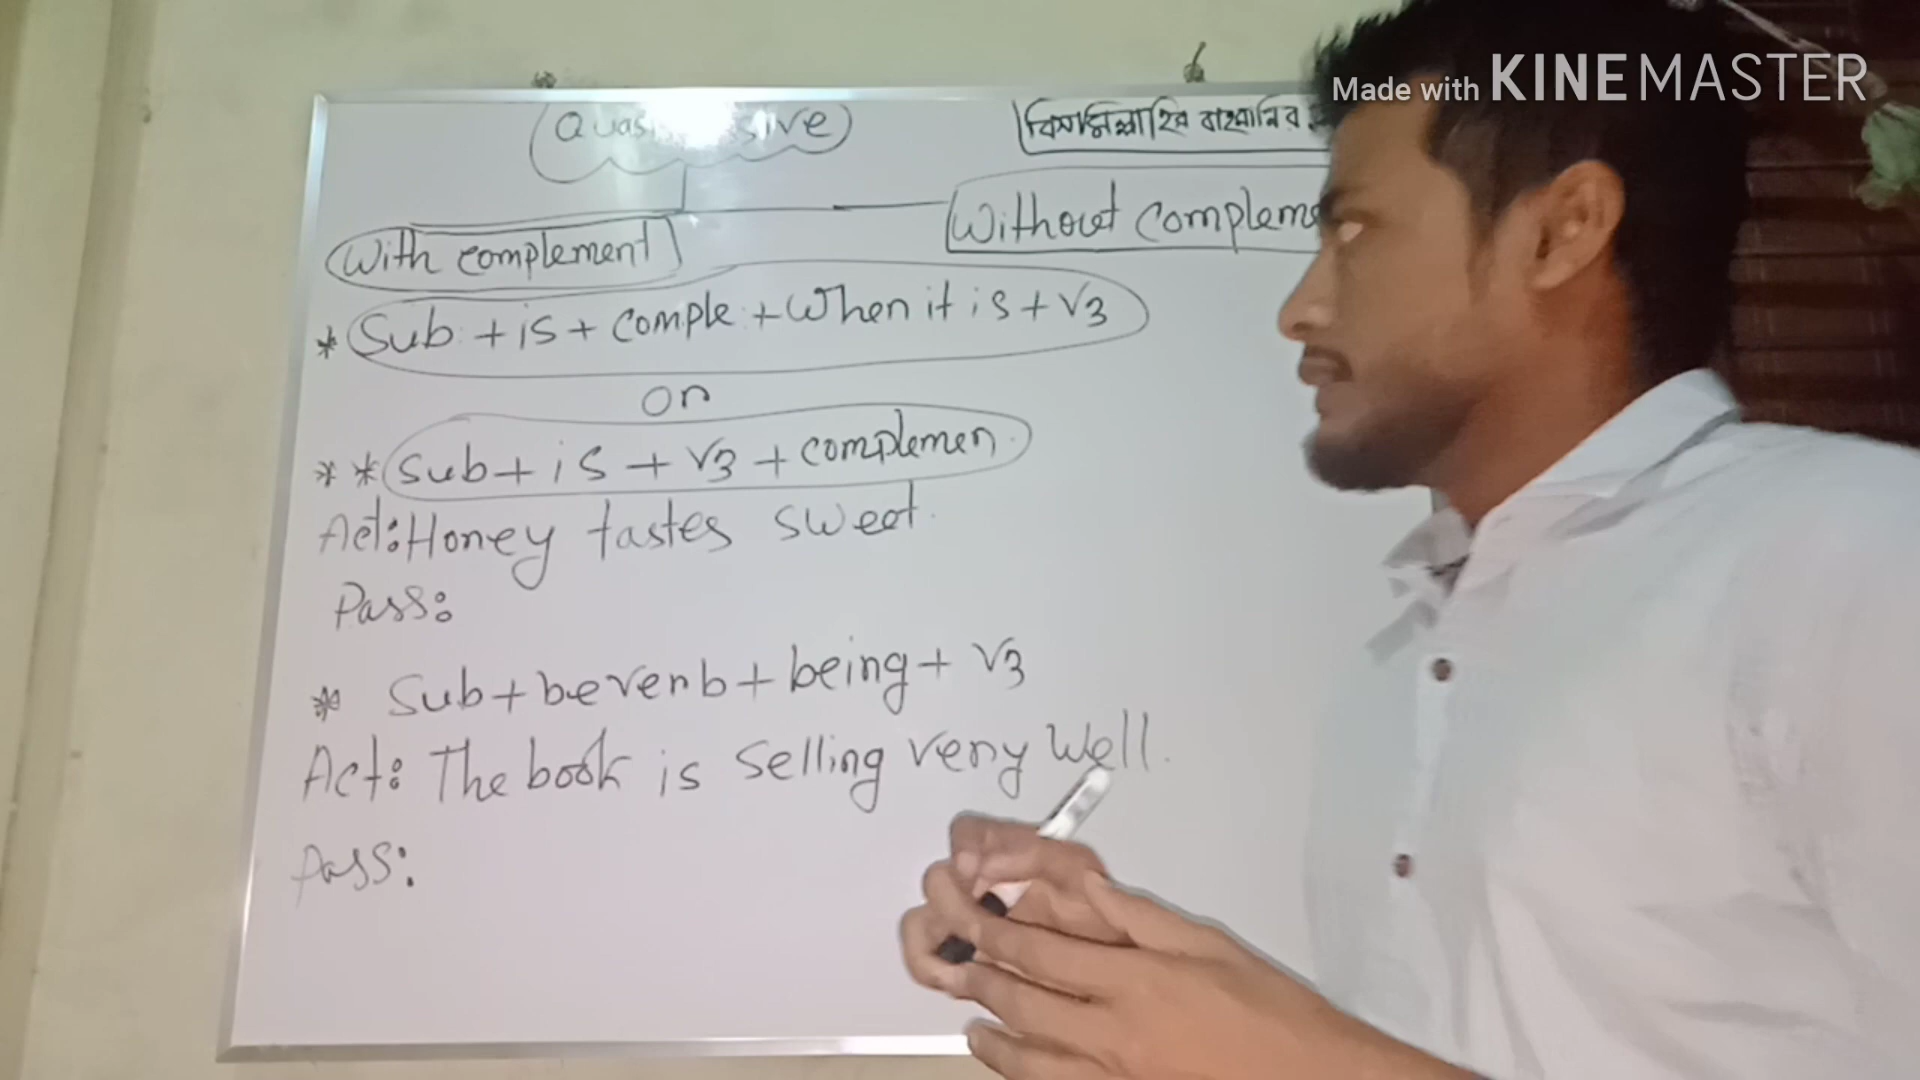 Made with KINEMASTER
Quasi
বিসমিল্লাহির রাহমানির
With complement
Without Compleme
* Sub + is + comple + When it is + V3
or
** Sub + is + V3 + complemen
Act: Honey tastes sweet.
Pass:
* Sub + be verb + being + V3
Act: The book is selling very well.
Pass: